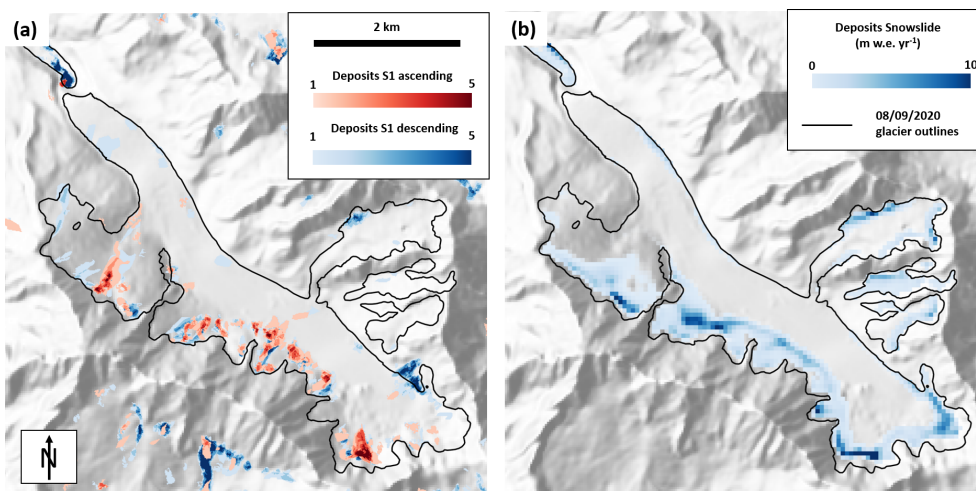 (a)
2 km
Deposits S1 ascending
1 5
Deposits S1 descending
1 5
N
(b)
Deposits Snowslide
(m w.e. yr-1)
0 10
08/09/2020
glacier outlines